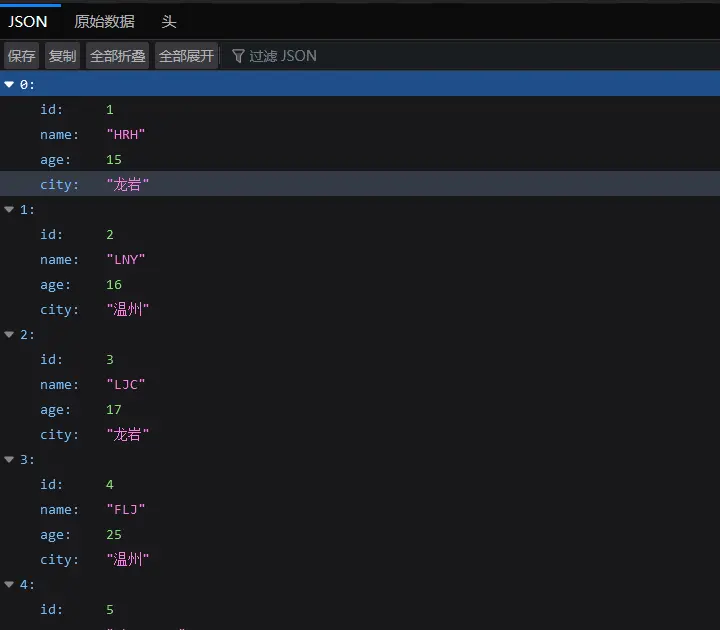 JSON 原始数据 头
保存 复制 全部折叠 全部展开 过滤 JSON
0:
id: 1
name: "HRH"
age: 15
city: "龙岩"
1:
id: 2
name: "LNY"
age: 16
city: "温州"
2:
id: 3
name: "LJC"
age: 17
city: "龙岩"
3:
id: 4
name: "FLJ"
age: 25
city: "温州"
4:
id: 5